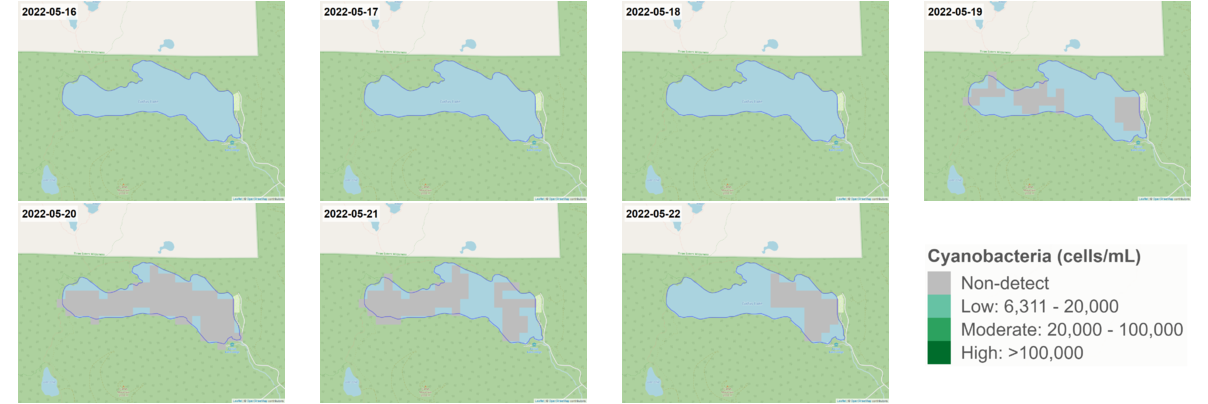 2022-05-16
2022-05-17
2022-05-18
2022-05-19
2022-05-20
2022-05-21
2022-05-22
Cyanobacteria (cells/mL)
Non-detect
Low: 6,311 - 20,000
Moderate: 20,000 - 100,000
High: >100,000